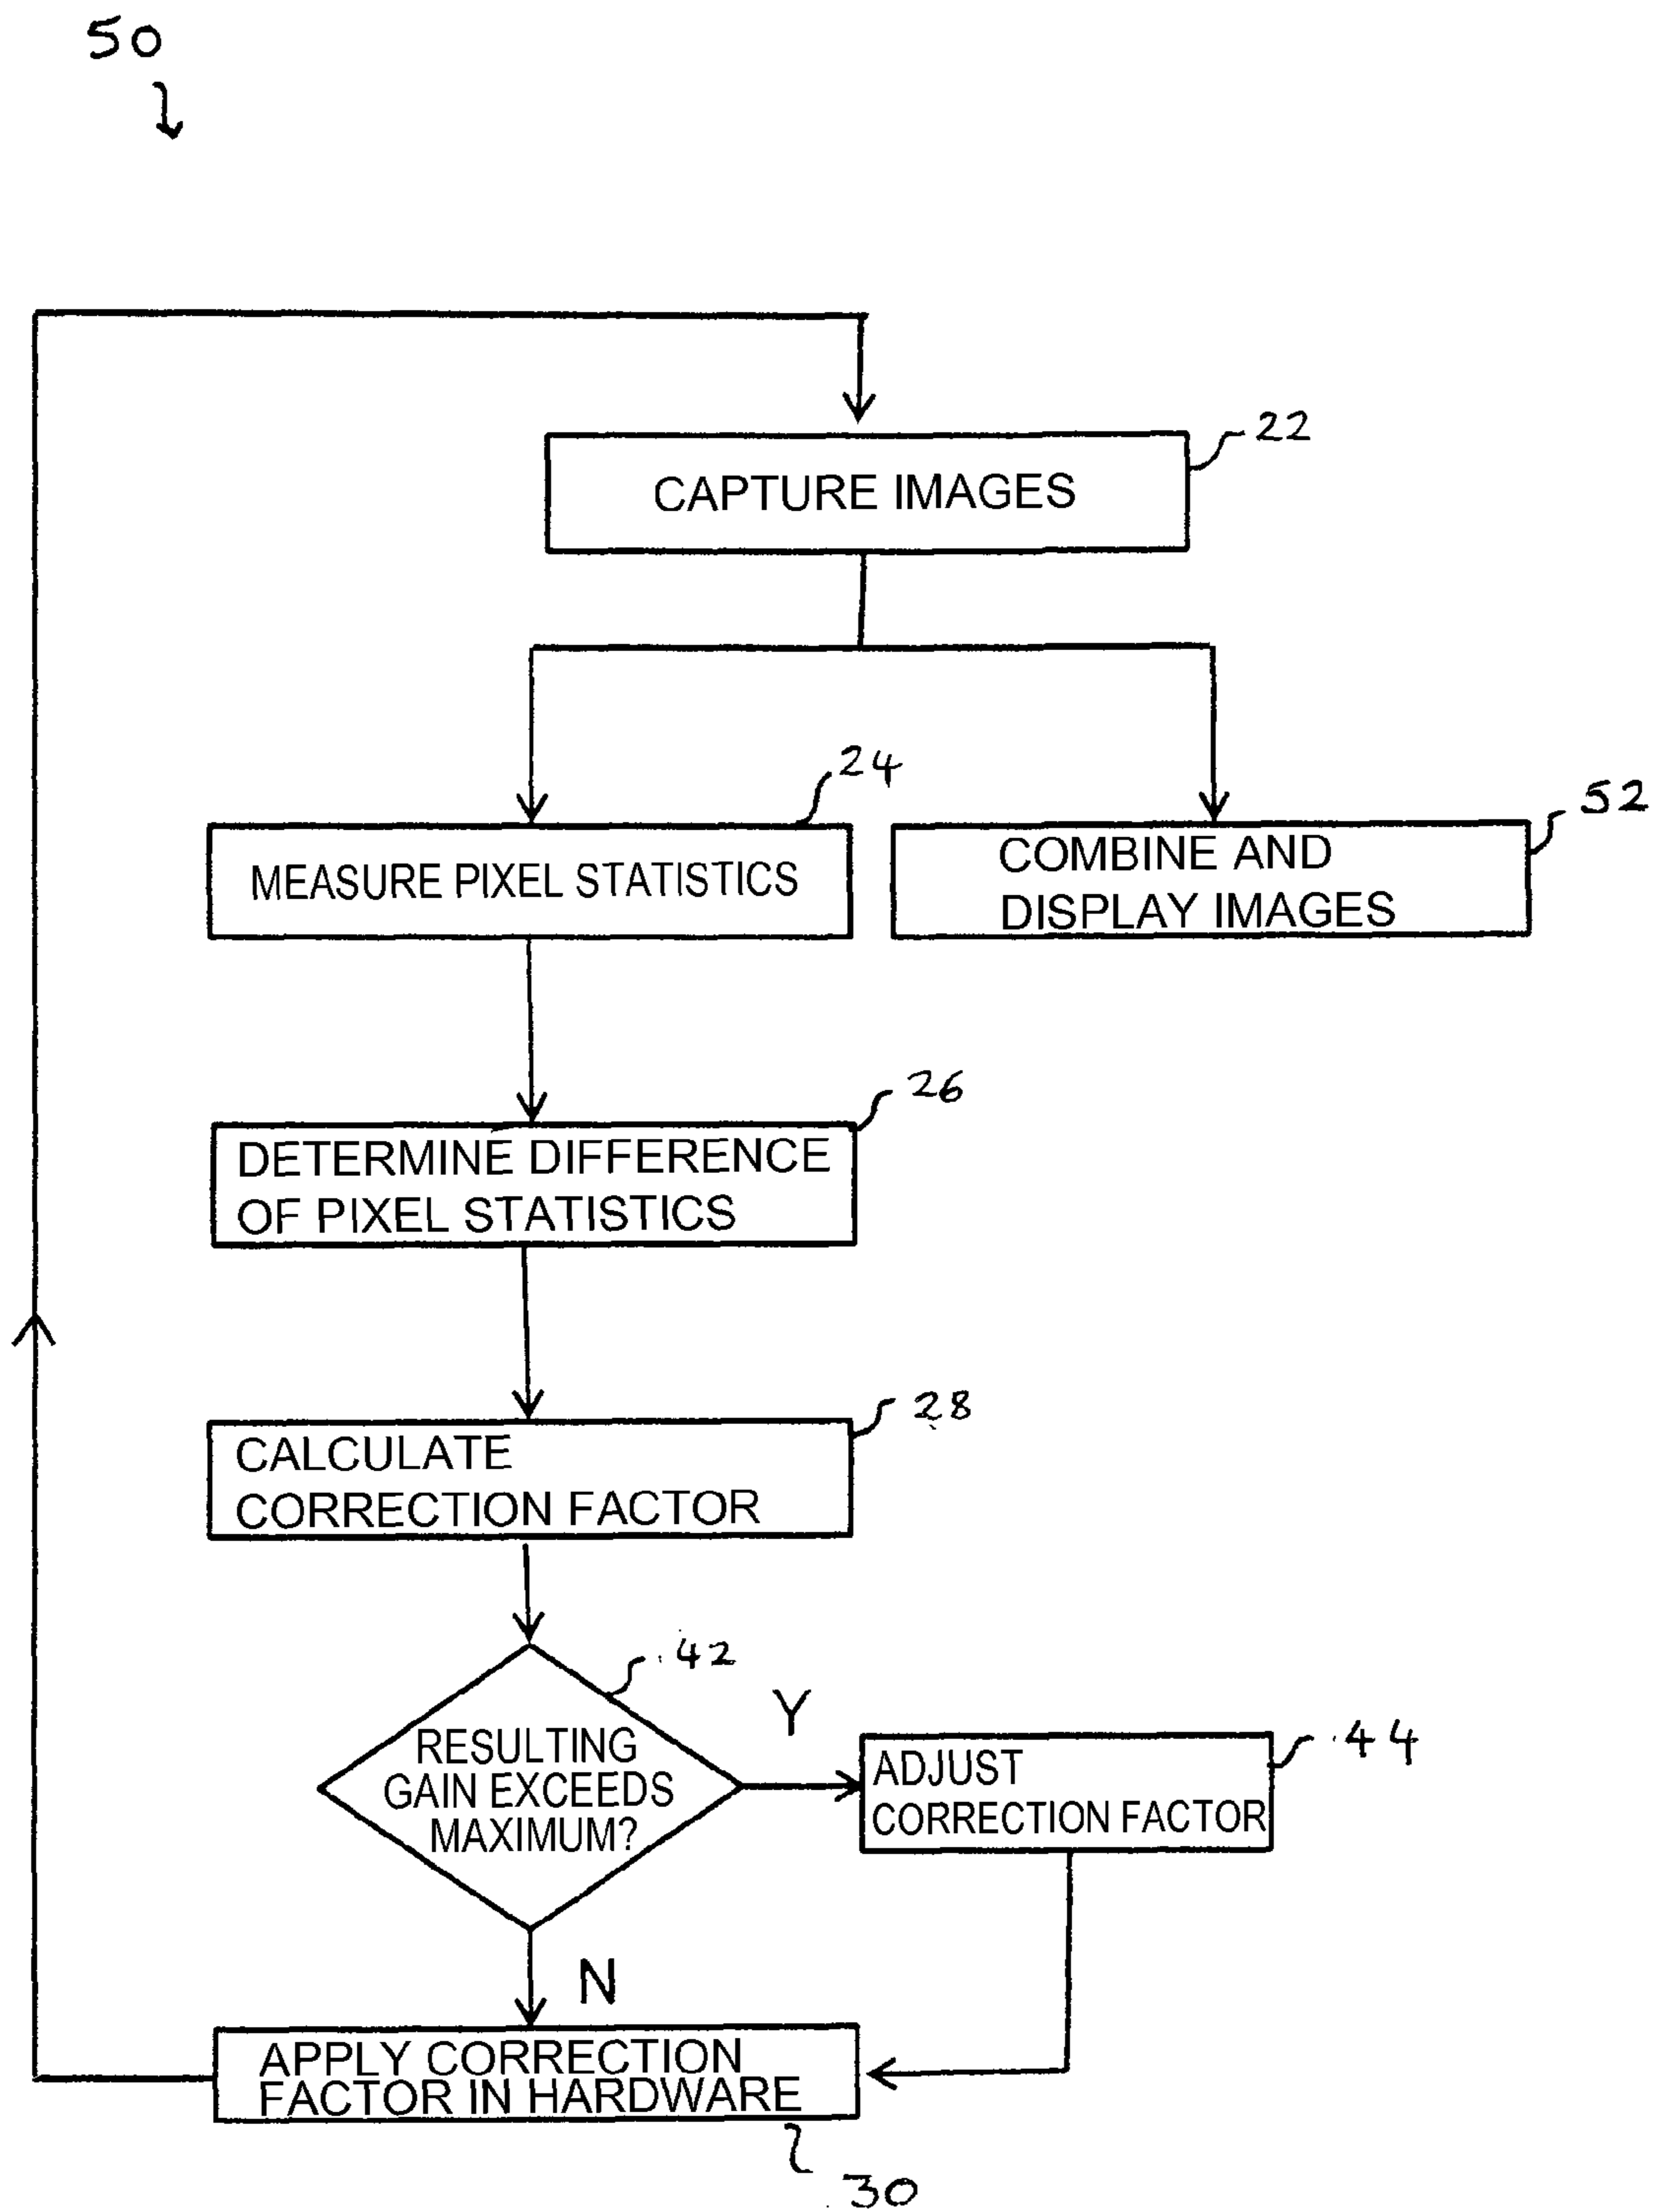 50
22
CAPTURE IMAGES
24
52
MEASURE PIXEL STATISTICS
COMBINE AND
DISPLAY IMAGES
26
DETERMINE DIFFERENCE
OF PIXEL STATISTICS
28
CALCULATE
CORRECTION FACTOR
42
RESULTING
GAIN EXCEEDS
MAXIMUM?
Y
44
ADJUST
CORRECTION FACTOR
N
APPLY CORRECTION
FACTOR IN HARDWARE
30